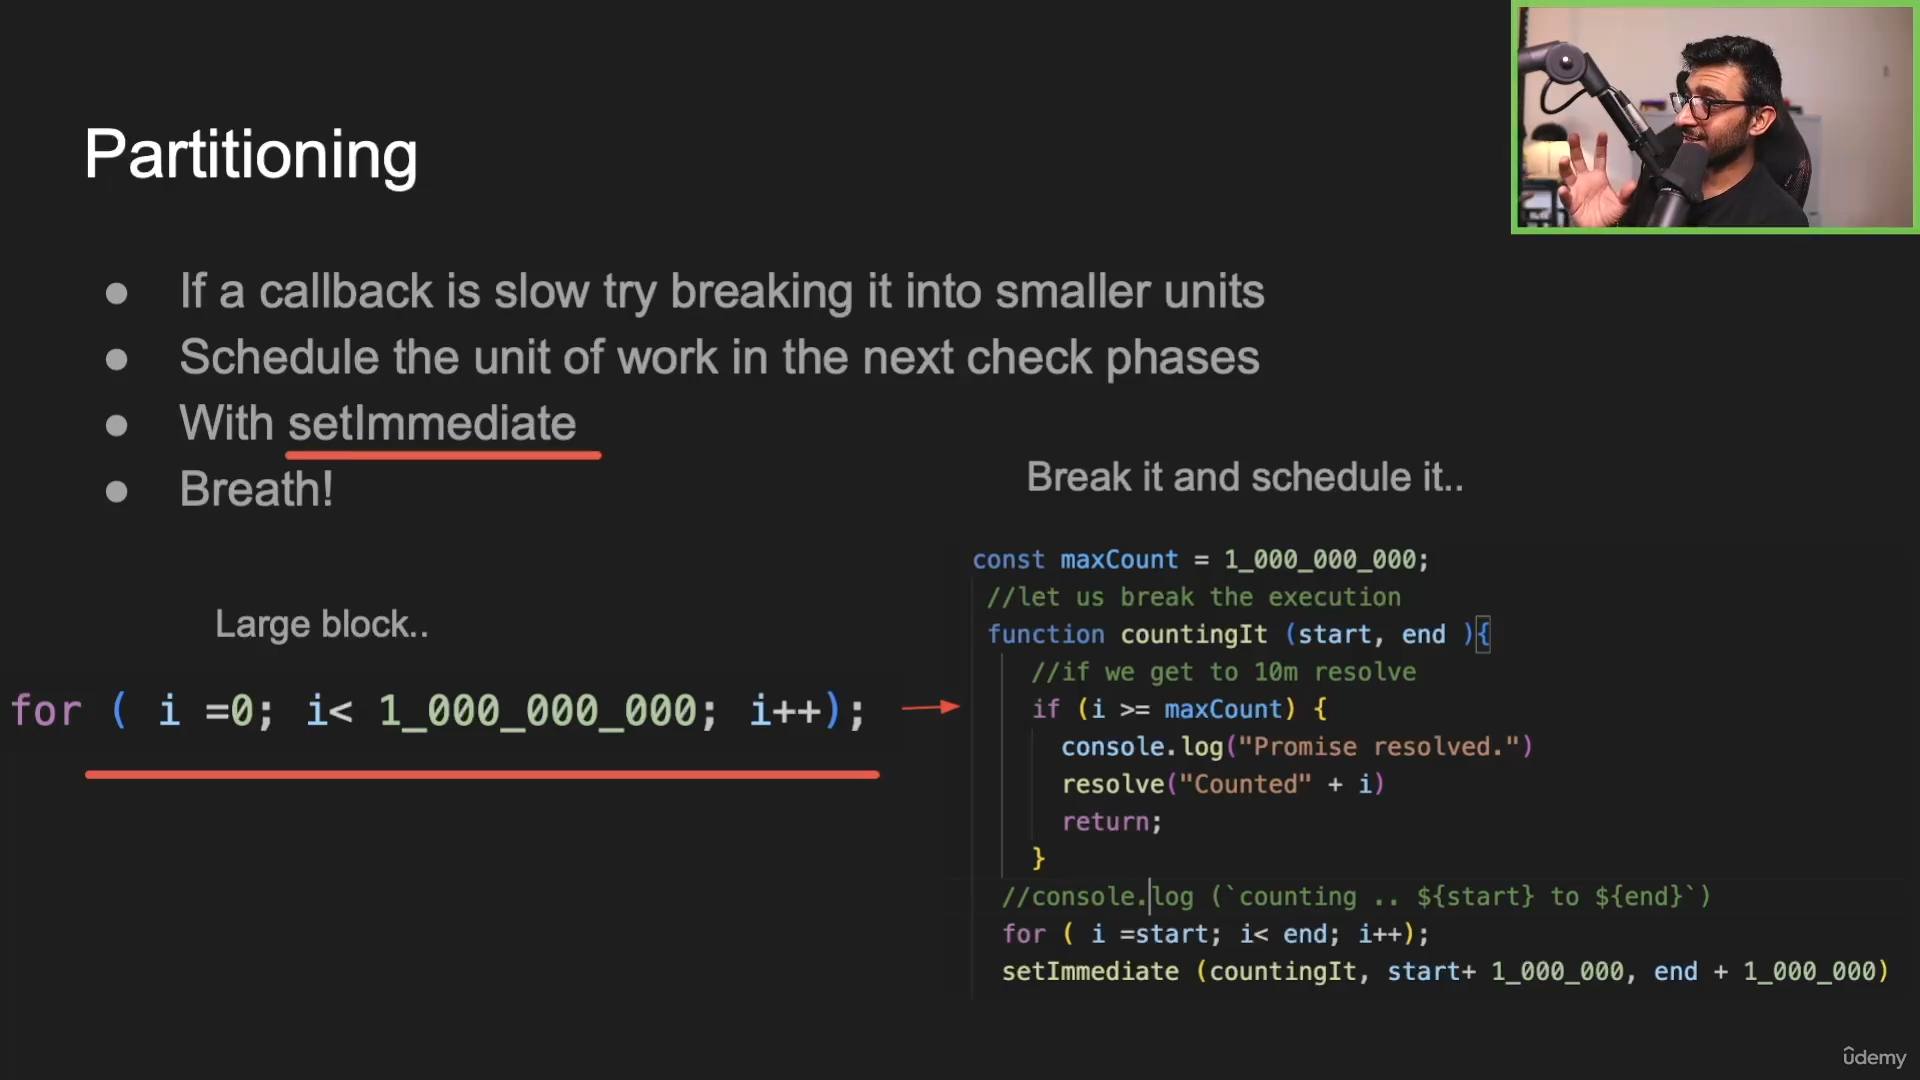 Partitioning
● If a callback is slow try breaking it into smaller units
● Schedule the unit of work in the next check phases
● With setImmediate
● Breath!
Large block..
for ( i =0; i< 1_000_000_000; i++);
Break it and schedule it..
const maxCount = 1_000_000_000;
//let us break the execution
function countingIt (start, end ){
//if we get to 10m resolve
if (i >= maxCount) {
console.log("Promise resolved.")
resolve("Counted" + i)
return;
}
//console.log (`counting .. ${start} to ${end}`)
for ( i =start; i< end; i++);
setImmediate (countingIt, start+ 1_000_000, end + 1_000_000)
ûdemy